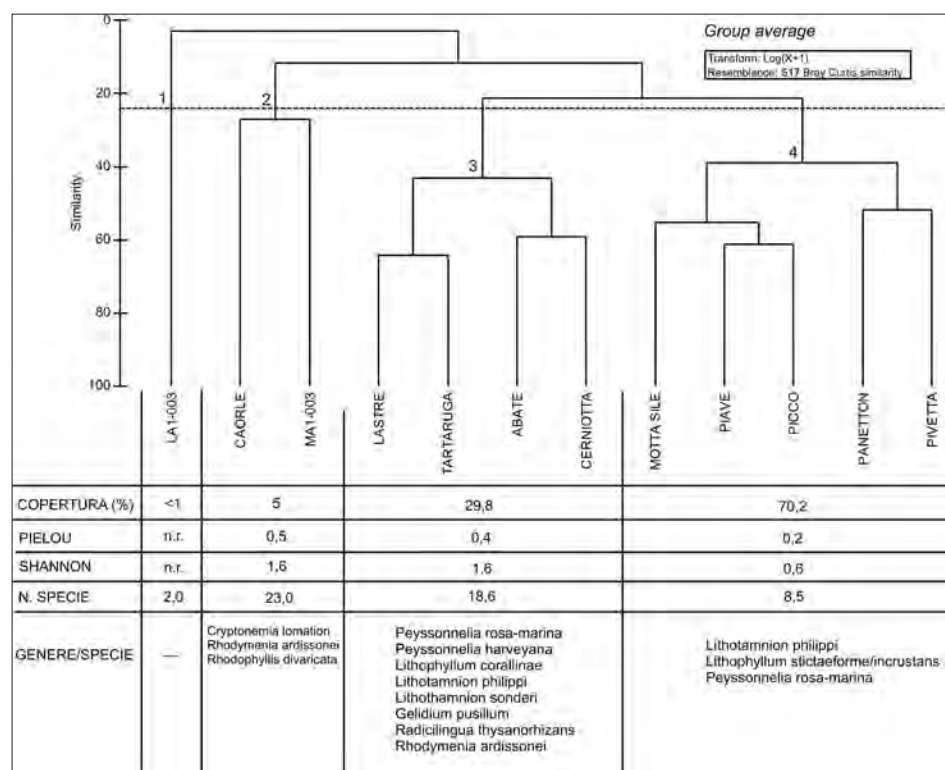 Group average
Transform: Log(X+1)
Resemblance: S17 Bray Curtis similarity
0
20
40
60
80
100
Similarity
1
2
3
4
LA1-003
CAORLE
MA1-003
LASTRE
TARTARUGA
ABATE
CERNIOTTA
MOTTA SILE
PIAVE
PICCO
PANETTON
PIVETTA
COPERTURA (%) <1 5 29,8 70,2
PIELOU n.r. 0,5 0,4 0,2
SHANNON n.r. 1,6 1,6 0,6
N. SPECIE 2,0 23,0 18,6 8,5
GENERE/SPECIE —
Cryptonemia lomation
Rhodymenia ardissonei
Rhodophyllis divaricata
Peyssonnelia rosa-marina
Peyssonnelia harveyana
Lithophyllum corallinae
Lithotamnion philippi
Lithothamnion sonderi
Gelidium pusillum
Radicilingua thysanorhizans
Rhodymenia ardissonei
Lithotamnion philippi
Lithophyllum stictaeforme/incrustans
Peyssonnelia rosa-marina